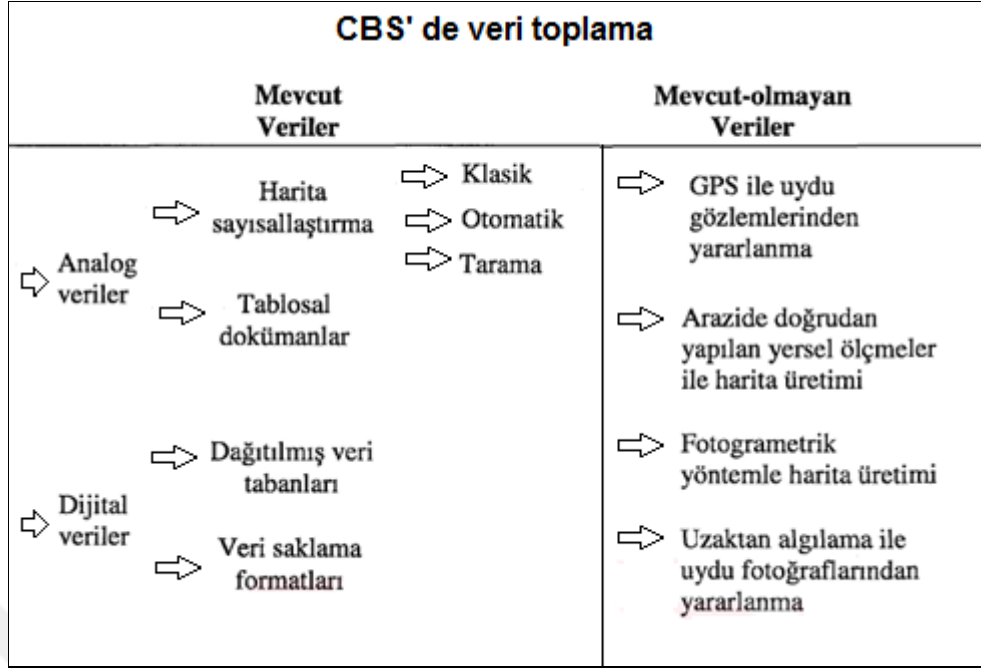 CBS' de veri toplama
Mevcut
Veriler
Mevcut-olmayan
Veriler
Analog
veriler
Harita
sayısallaştırma
Klasik
Otomatik
Tarama
Tablosal
dokümanlar
Dijital
veriler
Dağıtılmış veri
tabanları
Veri saklama
formatları
GPS ile uydu
gözlemlerinden
yararlanma
Arazide doğrudan
yapılan yersel ölçmeler
ile harita üretimi
Fotogrametrik
yöntemle harita üretimi
Uzaktan algılama ile
uydu fotoğraflarından
yararlanma